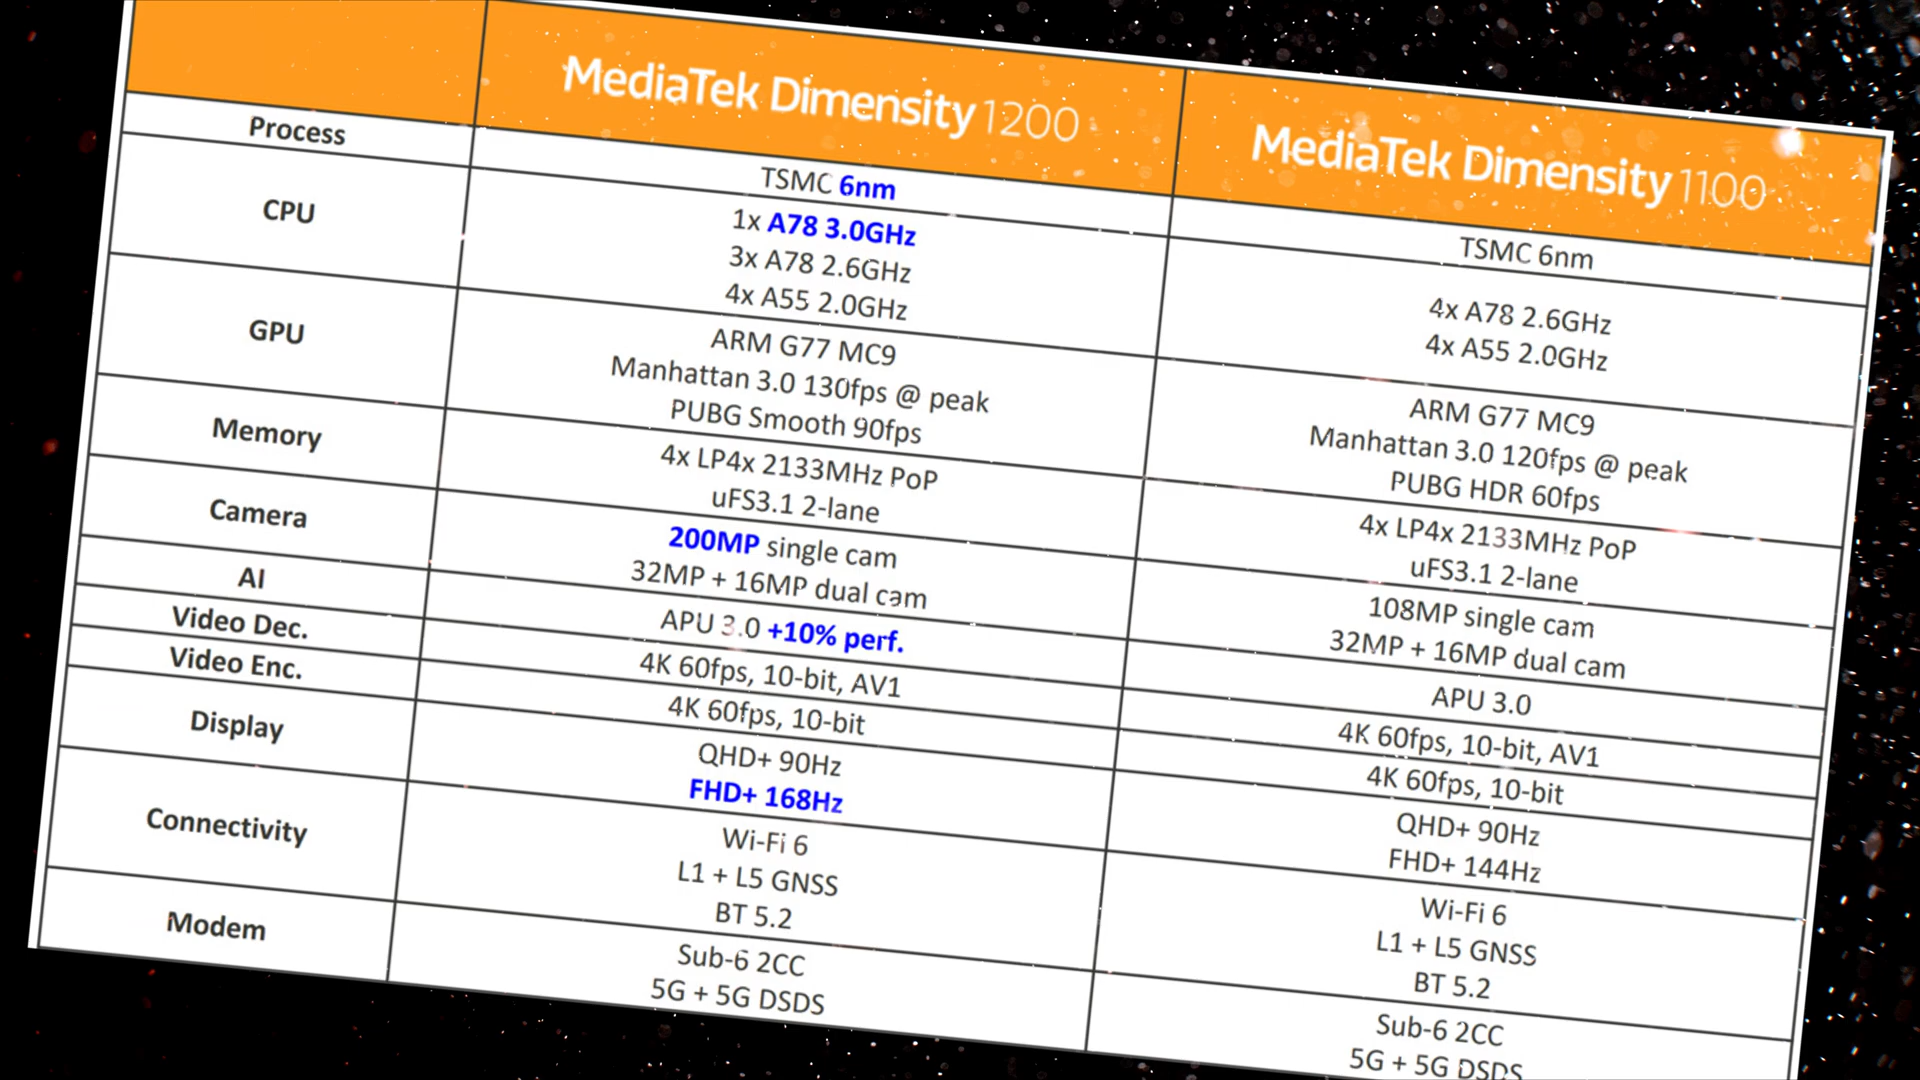 MediaTek Dimensity 1200
MediaTek Dimensity 1100
Process
TSMC 6nm
TSMC 6nm
CPU
1x A78 3.0GHz
3x A78 2.6GHz
4x A55 2.0GHz
4x A78 2.6GHz
4x A55 2.0GHz
GPU
ARM G77 MC9
Manhattan 3.0 130fps @ peak
PUBG Smooth 90fps
ARM G77 MC9
Manhattan 3.0 120fps @ peak
PUBG HDR 60fps
Memory
4x LP4x 2133MHz PoP
uFS3.1 2-lane
4x LP4x 2133MHz PoP
uFS3.1 2-lane
Camera
200MP single cam
32MP + 16MP dual cam
108MP single cam
32MP + 16MP dual cam
AI
APU 3.0 +10% perf.
APU 3.0
Video Dec.
4K 60fps, 10-bit, AV1
4K 60fps, 10-bit, AV1
Video Enc.
4K 60fps, 10-bit
4K 60fps, 10-bit
Display
QHD+ 90Hz
FHD+ 168Hz
QHD+ 90Hz
FHD+ 144Hz
Connectivity
Wi-Fi 6
L1 + L5 GNSS
BT 5.2
Wi-Fi 6
L1 + L5 GNSS
BT 5.2
Modem
Sub-6 2CC
5G + 5G DSDS
Sub-6 2CC
5G + 5G DSDS